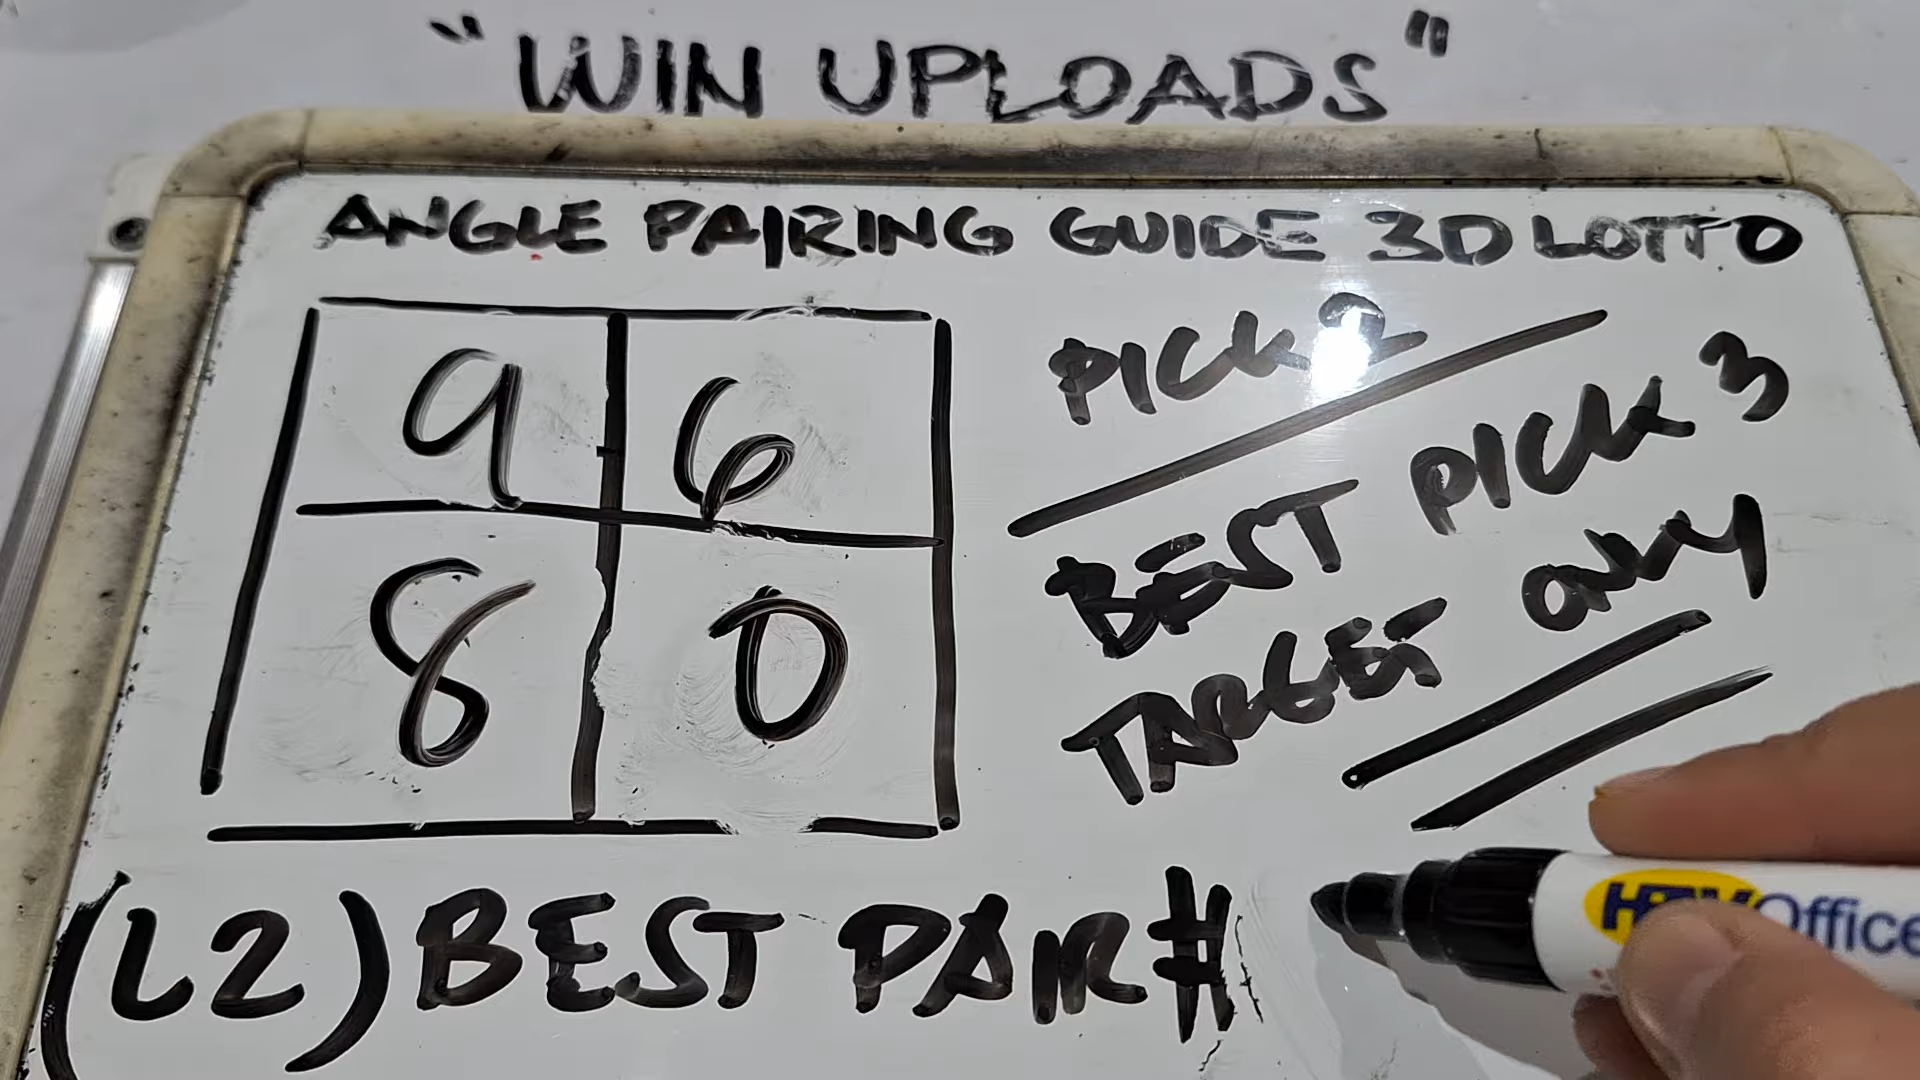 "WIN UPLOADS"
ANGLE PAIRING GUIDE 3D LOTTO
9 6
8 0
PICK 2
BEST PICK 3
TARGET ONLY
(L2) BEST PAIR #
Office